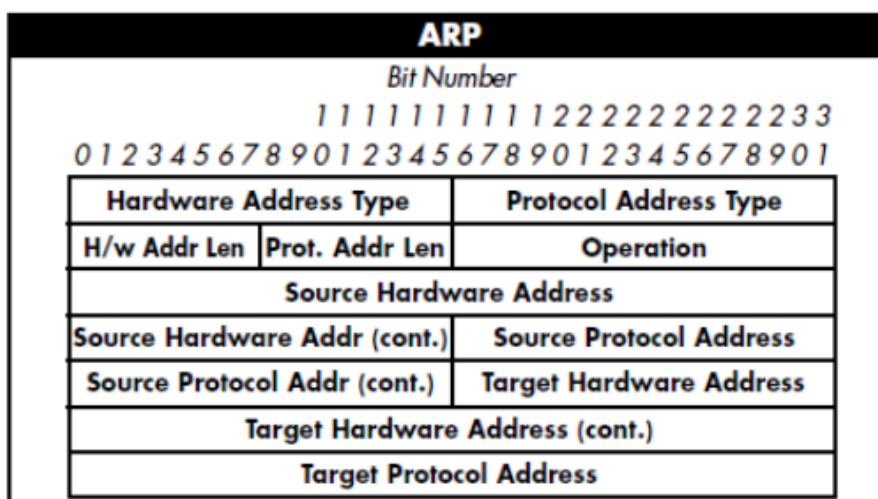 ARP
Bit Number
1 1 1 1 1 1 1 1 1 1 2 2 2 2 2 2 2 2 2 2 3 3
0 1 2 3 4 5 6 7 8 9 0 1 2 3 4 5 6 7 8 9 0 1 2 3 4 5 6 7 8 9 0 1
Hardware Address Type Protocol Address Type
H/w Addr Len Prot. Addr Len Operation
Source Hardware Address
Source Hardware Addr (cont.) Source Protocol Address
Source Protocol Addr (cont.) Target Hardware Address
Target Hardware Address (cont.)
Target Protocol Address